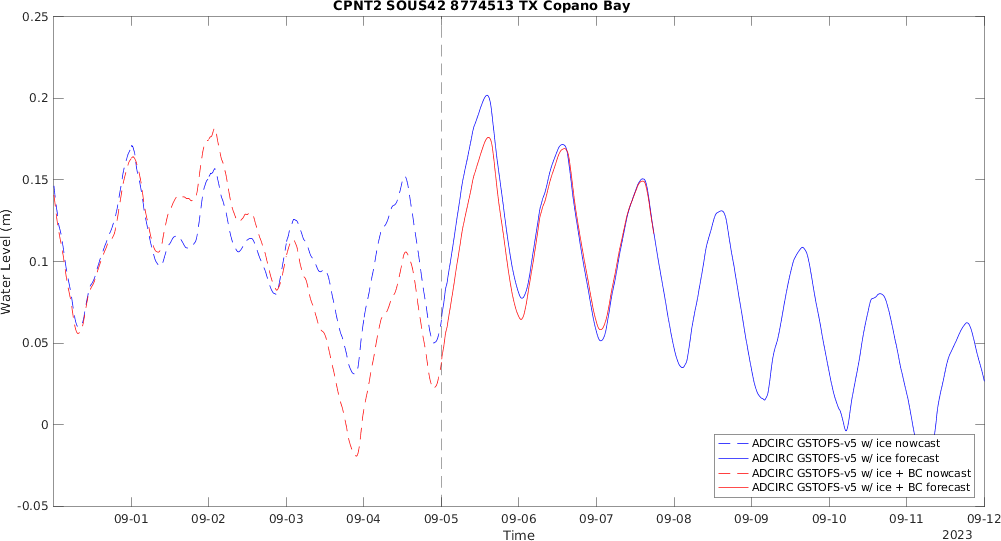 CPNT2 SOUS42 8774513 TX Copano Bay
0.25
0.2
0.15
0.1
0.05
0
-0.05
Water Level (m)
ADCIRC GSTOFS-v5 w/ ice nowcast
ADCIRC GSTOFS-v5 w/ ice forecast
ADCIRC GSTOFS-v5 w/ ice + BC nowcast
ADCIRC GSTOFS-v5 w/ ice + BC forecast
09-01 09-02 09-03 09-04 09-05 09-06 09-07 09-08 09-09 09-10 09-11 09-12
Time
2023